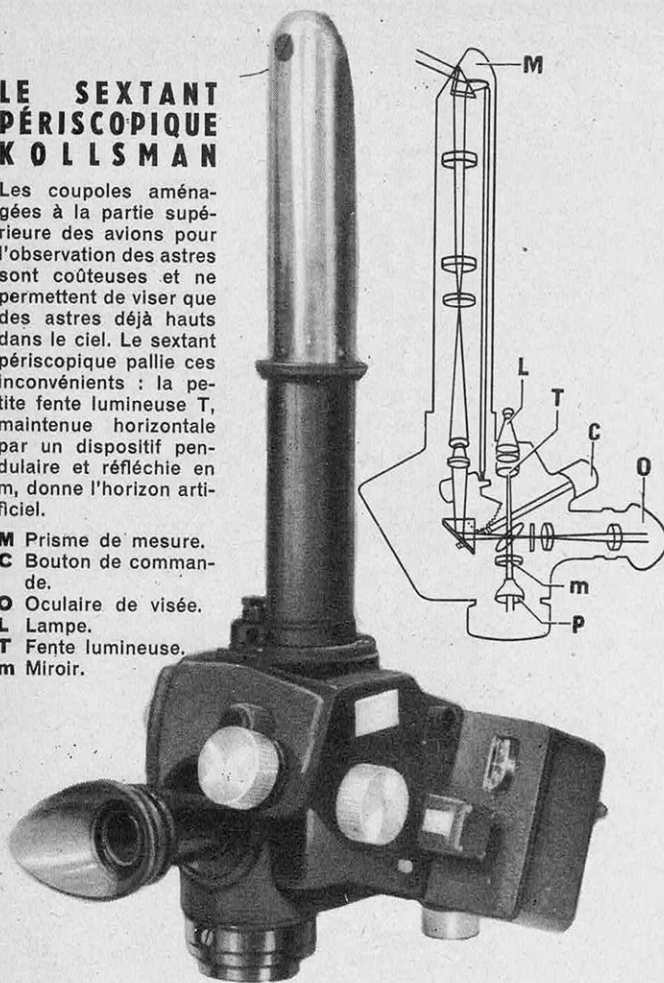 LE SEXTANT
PÉRISCOPIQUE
KOLLSMAN
Les coupoles aména-
gées à la partie supé-
rieure des avions pour
l'observation des astres
sont coûteuses et ne
permettent de viser que
des astres déjà hauts
dans le ciel. Le sextant
périscopique pallie ces
inconvénients : la pe-
tite fente lumineuse T,
maintenue horizontale
par un dispositif pen-
dulaire et réfléchie en
m, donne l'horizon arti-
ficiel.
M Prisme de mesure.
C Bouton de comman-
de.
O Oculaire de visée.
L Lampe.
T Fente lumineuse.
m Miroir.
M
L
T
C
O
m
P